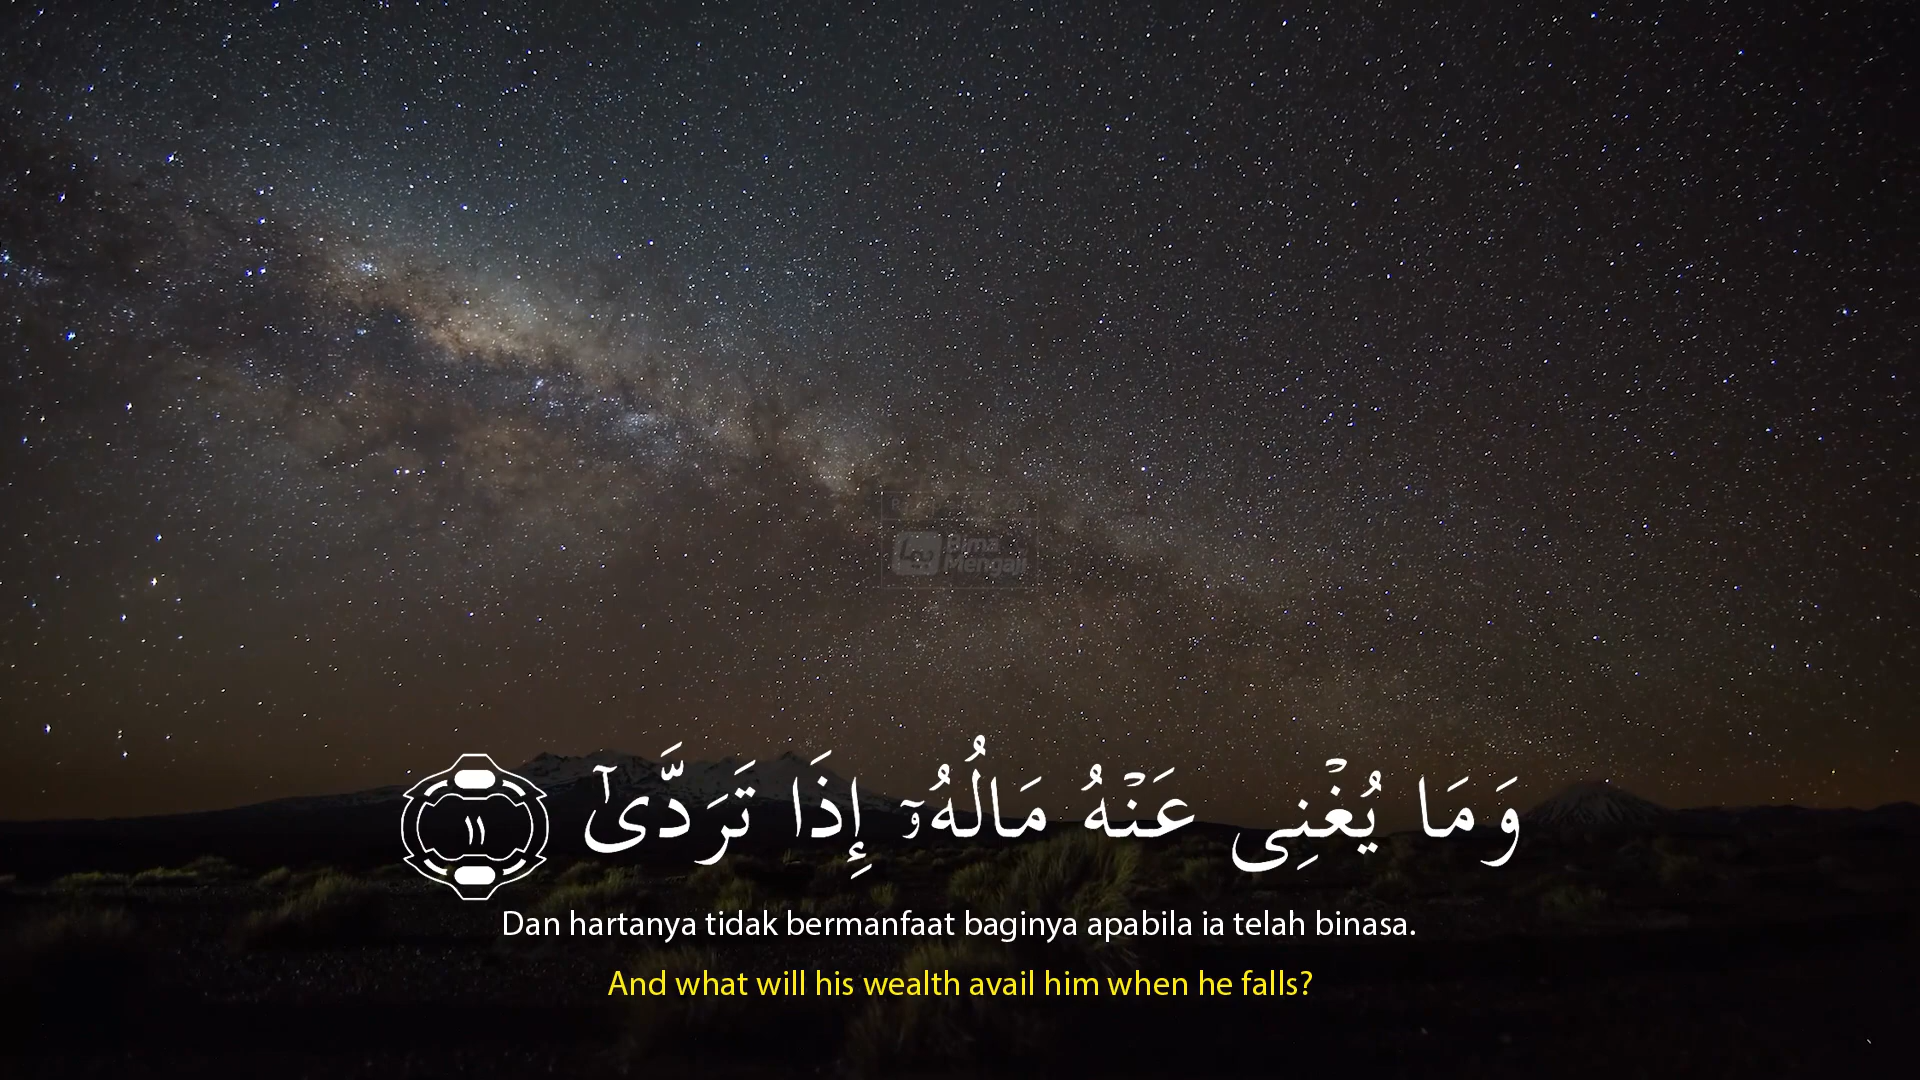 وَمَا يُغْنِى عَنْهُ مَالُهُۥٓ إِذَا تَرَدَّىٰٓ ١١
Dan hartanya tidak bermanfaat baginya apabila ia telah binasa.
And what will his wealth avail him when he falls?